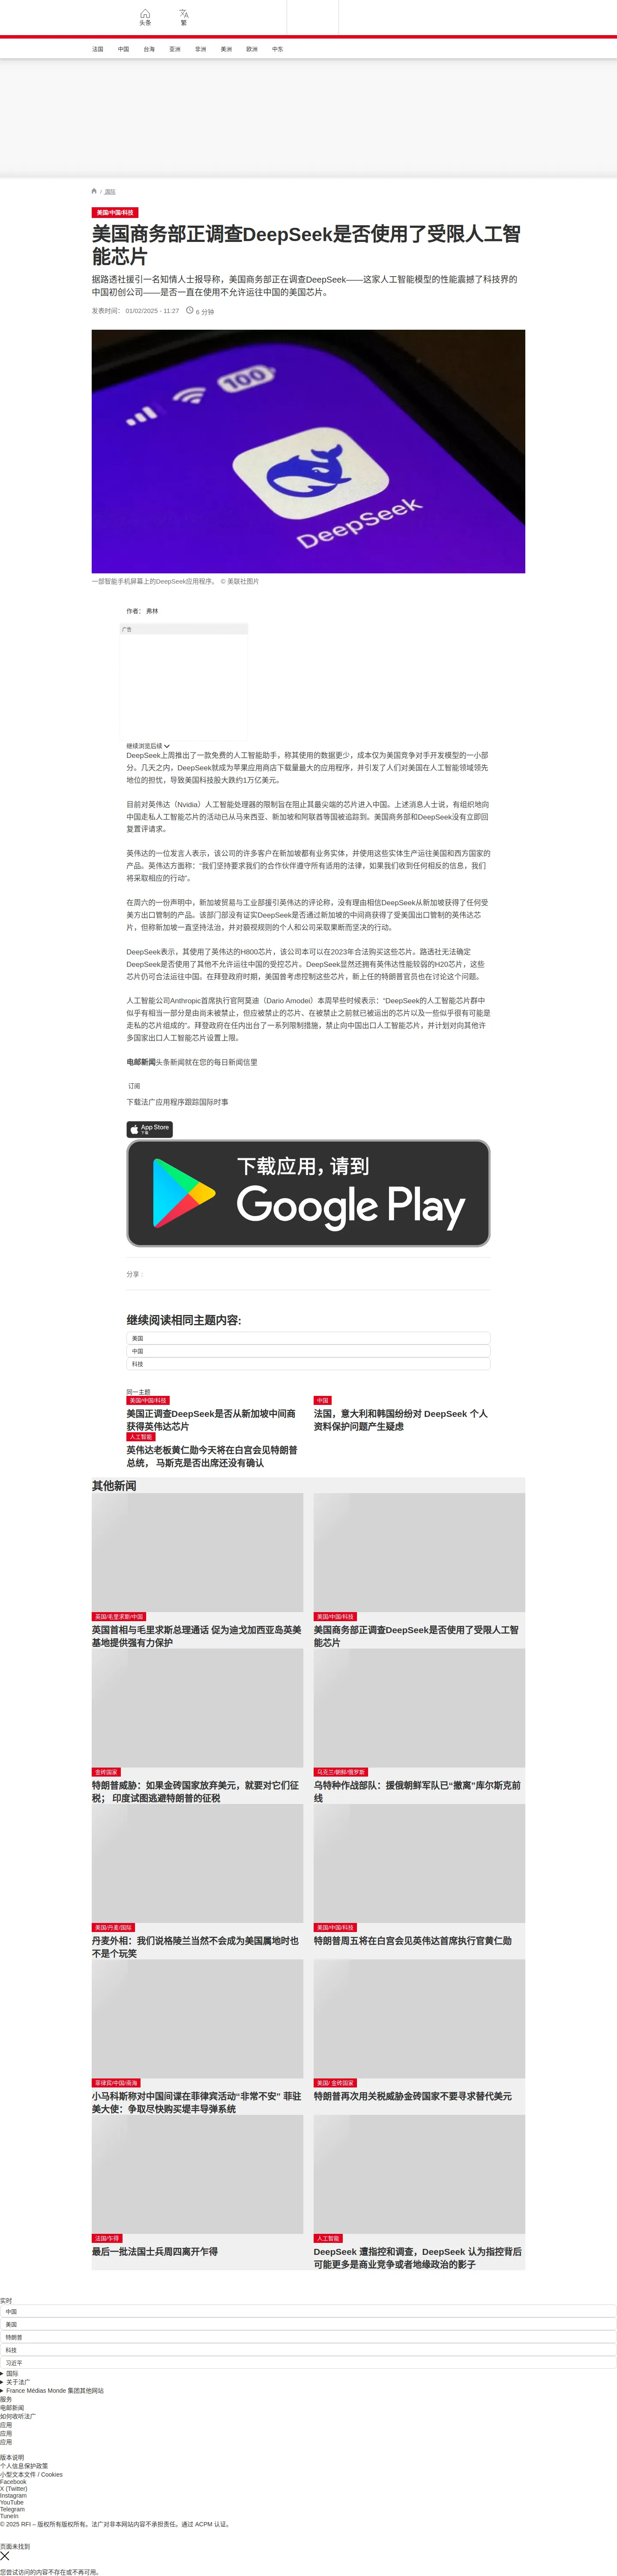 头条
繁
法国
中国
台海
亚洲
非洲
美洲
欧洲
中东
/ 国际
美国/中国/科技
美国商务部正调查DeepSeek是否使用了受限人工智
能芯片
据路透社援引一名知情人士报导称，美国商务部正在调查DeepSeek——这家人工智能模型的性能震撼了科技界的
中国初创公司——是否一直在使用不允许运往中国的美国芯片。
发表时间： 01/02/2025 - 11:27 6 分钟
100
DeepSeek
一部智能手机屏幕上的DeepSeek应用程序。 © 美联社图片
作者： 弗林
广告
继续浏览后续
DeepSeek上周推出了一款免费的人工智能助手，称其使用的数据更少，成本仅为美国竞争对手开发模型的一小部
分。几天之内，DeepSeek就成为苹果应用商店下载量最大的应用程序，并引发了人们对美国在人工智能领域领先
地位的担忧，导致美国科技股大跌约1万亿美元。
目前对英伟达（Nvidia）人工智能处理器的限制旨在阻止其最尖端的芯片进入中国。上述消息人士说，有组织地向
中国走私人工智能芯片的活动已从马来西亚、新加坡和阿联酋等国被追踪到。美国商务部和DeepSeek没有立即回
复置评请求。
英伟达的一位发言人表示，该公司的许多客户在新加坡都有业务实体，并使用这些实体生产运往美国和西方国家的
产品。英伟达方面称：“我们坚持要求我们的合作伙伴遵守所有适用的法律，如果我们收到任何相反的信息，我们
将采取相应的行动”。
在周六的一份声明中，新加坡贸易与工业部援引英伟达的评论称，没有理由相信DeepSeek从新加坡获得了任何受
美方出口管制的产品。该部门部没有证实DeepSeek是否通过新加坡的中间商获得了受美国出口管制的英伟达芯
片，但称新加坡一直坚持法治，并对藐视规则的个人和公司采取果断而坚决的行动。
DeepSeek表示，其使用了英伟达的H800芯片，该公司本可以在2023年合法购买这些芯片。路透社无法确定
DeepSeek是否使用了其他不允许运往中国的受控芯片。DeepSeek显然还拥有英伟达性能较弱的H20芯片，这些
芯片仍可合法运往中国。在拜登政府时期，美国曾考虑控制这些芯片，新上任的特朗普官员也在讨论这个问题。
人工智能公司Anthropic首席执行官阿莫迪（Dario Amodei）本周早些时候表示：“DeepSeek的人工智能芯片群中
似乎有相当一部分是由尚未被禁止，但应被禁止的芯片、在被禁止之前就已被运出的芯片以及一些似乎很有可能是
走私的芯片组成的”。拜登政府在任内出台了一系列限制措施，禁止向中国出口人工智能芯片，并计划对向其他许
多国家出口人工智能芯片设置上限。
电邮新闻头条新闻就在您的每日新闻信里
订阅
下载法广应用程序跟踪国际时事
App Store
下载
下载应用，请到
Google Play
分享 :
继续阅读相同主题内容:
美国
中国
科技
同一主题
美国/中国/科技
美国正调查DeepSeek是否从新加坡中间商
获得英伟达芯片
中国
法国，意大利和韩国纷纷对 DeepSeek 个人
资料保护问题产生疑虑
人工智能
英伟达老板黄仁勋今天将在白宫会见特朗普
总统， 马斯克是否出席还没有确认
其他新闻
英国/毛里求斯/中国
英国首相与毛里求斯总理通话 促为迪戈加西亚岛英美
基地提供强有力保护
美国/中国/科技
美国商务部正调查DeepSeek是否使用了受限人工智
能芯片
金砖国家
特朗普威胁：如果金砖国家放弃美元，就要对它们征
税； 印度试图逃避特朗普的征税
乌克兰/朝鲜/俄罗斯
乌特种作战部队：援俄朝鲜军队已“撤离”库尔斯克前
线
美国/丹麦/国际
丹麦外相：我们说格陵兰当然不会成为美国属地时也
不是个玩笑
美国/中国/科技
特朗普周五将在白宫会见英伟达首席执行官黄仁勋
菲律宾/中国/南海
小马科斯称对中国间谍在菲律宾活动“非常不安” 菲驻
美大使：争取尽快购买堤丰导弹系统
美国/ 金砖国家
特朗普再次用关税威胁金砖国家不要寻求替代美元
法国/乍得
最后一批法国士兵周四离开乍得
人工智能
DeepSeek 遭指控和调查，DeepSeek 认为指控背后
可能更多是商业竞争或者地缘政治的影子
实时
中国
美国
特朗普
科技
习近平
国际
关于法广
France Médias Monde 集团其他网站
服务
电邮新闻
如何收听法广
应用
应用
应用
版本说明
个人信息保护政策
小型文本文件 / Cookies
Facebook
X (Twitter)
Instagram
YouTube
Telegram
TuneIn
© 2025 RFI – 版权所有版权所有。法广对非本网站内容不承担责任。通过 ACPM 认证。
页面未找到
您尝试访问的内容不存在或不再可用。